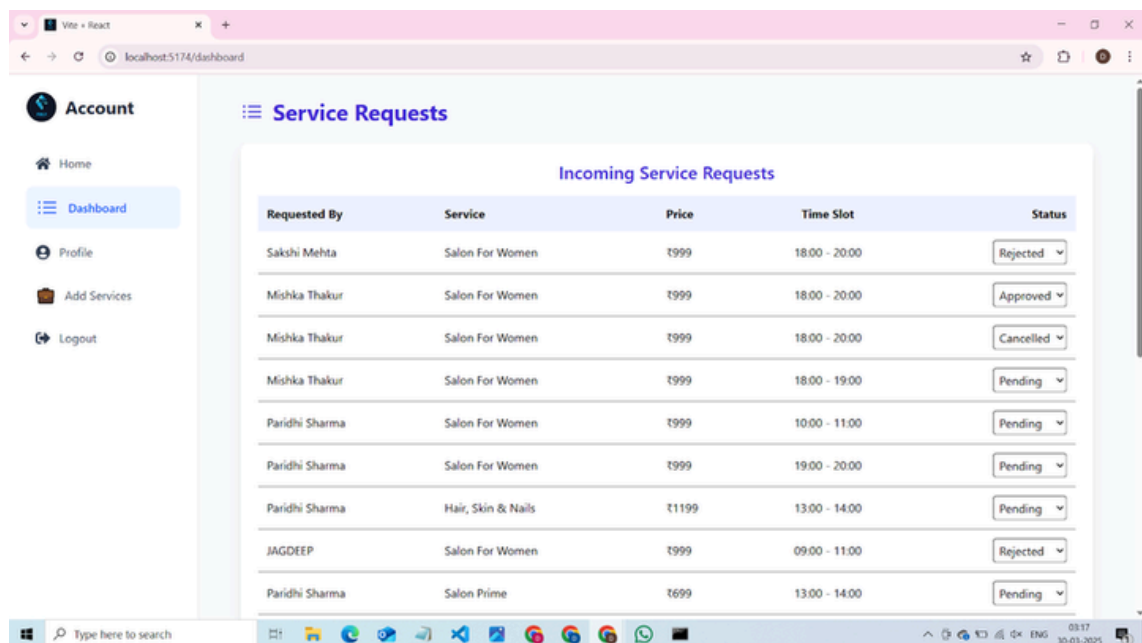 Vite + React
localhost:5174/dashboard
Account
Home
Dashboard
Profile
Add Services
Logout
Service Requests
Incoming Service Requests
Requested By Service Price Time Slot Status
Sakshi Mehta Salon For Women ₹999 18:00 - 20:00 Rejected
Mishka Thakur Salon For Women ₹999 18:00 - 20:00 Approved
Mishka Thakur Salon For Women ₹999 18:00 - 20:00 Cancelled
Mishka Thakur Salon For Women ₹999 18:00 - 19:00 Pending
Paridhi Sharma Salon For Women ₹999 10:00 - 11:00 Pending
Paridhi Sharma Salon For Women ₹999 19:00 - 20:00 Pending
Paridhi Sharma Hair, Skin & Nails ₹1199 13:00 - 14:00 Pending
JAGDEEP Salon For Women ₹999 09:00 - 11:00 Rejected
Paridhi Sharma Salon Prime ₹699 13:00 - 14:00 Pending
Type here to search
ENG
03:17
30-03-2025